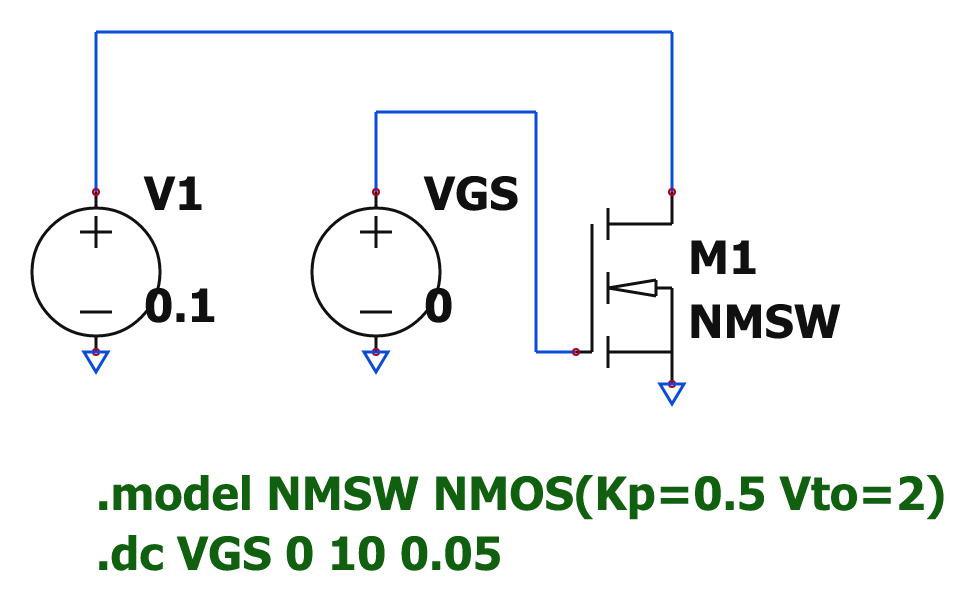 V1
VGS
M1
0.1
0
NMSW
.model NMSW NMOS(Kp=0.5 Vto=2)
.dc VGS 0 10 0.05